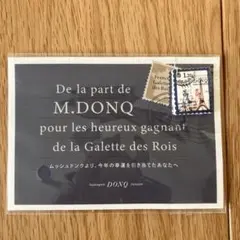 De la part de
M.DONQ
pour les heureux gagnant
de la Galette des Rois
ムッシュドンクより、今年の幸運を引き当てたあなたへ
DONQ